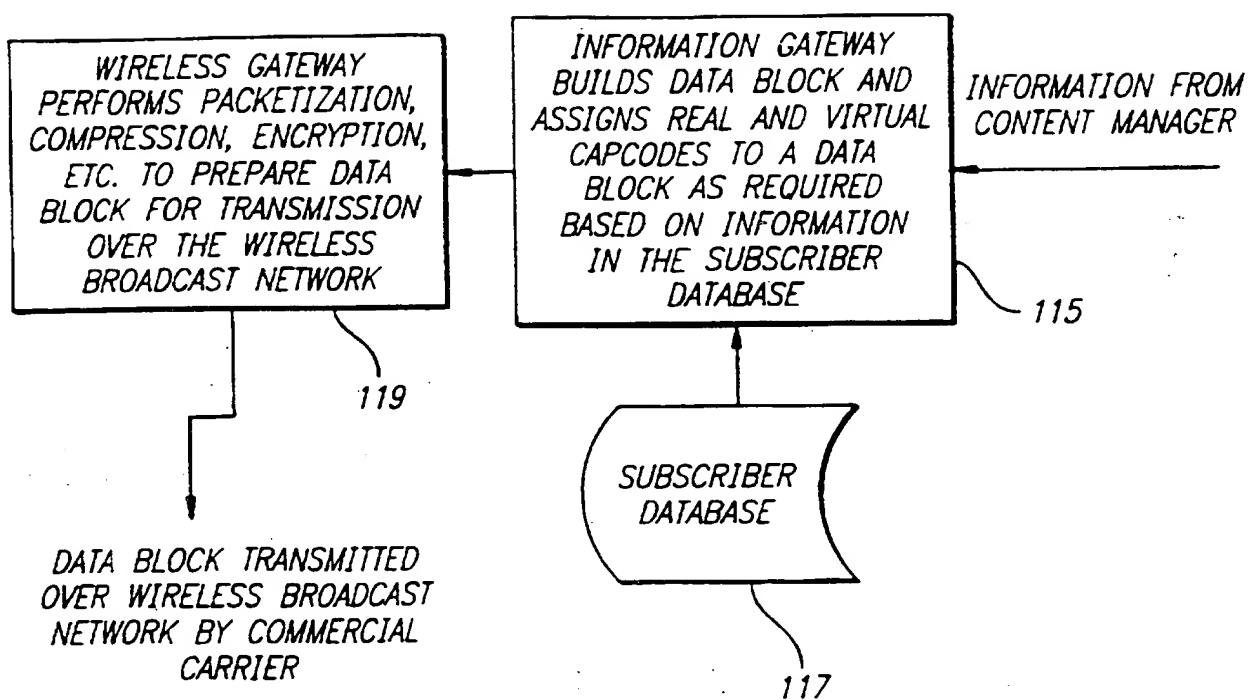 WIRELESS GATEWAY
PERFORMS PACKETIZATION,
COMPRESSION, ENCRYPTION,
ETC. TO PREPARE DATA
BLOCK FOR TRANSMISSION
OVER THE WIRELESS
BROADCAST NETWORK
119
INFORMATION GATEWAY
BUILDS DATA BLOCK AND
ASSIGNS REAL AND VIRTUAL
CAPCODES TO A DATA
BLOCK AS REQUIRED
BASED ON INFORMATION
IN THE SUBSCRIBER
DATABASE
115
INFORMATION FROM
CONTENT MANAGER
SUBSCRIBER
DATABASE
117
DATA BLOCK TRANSMITTED
OVER WIRELESS BROADCAST
NETWORK BY COMMERCIAL
CARRIER